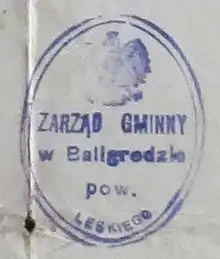 ZARZĄD GMINNY
w Baligrodzie
pow.
LESKIEGO